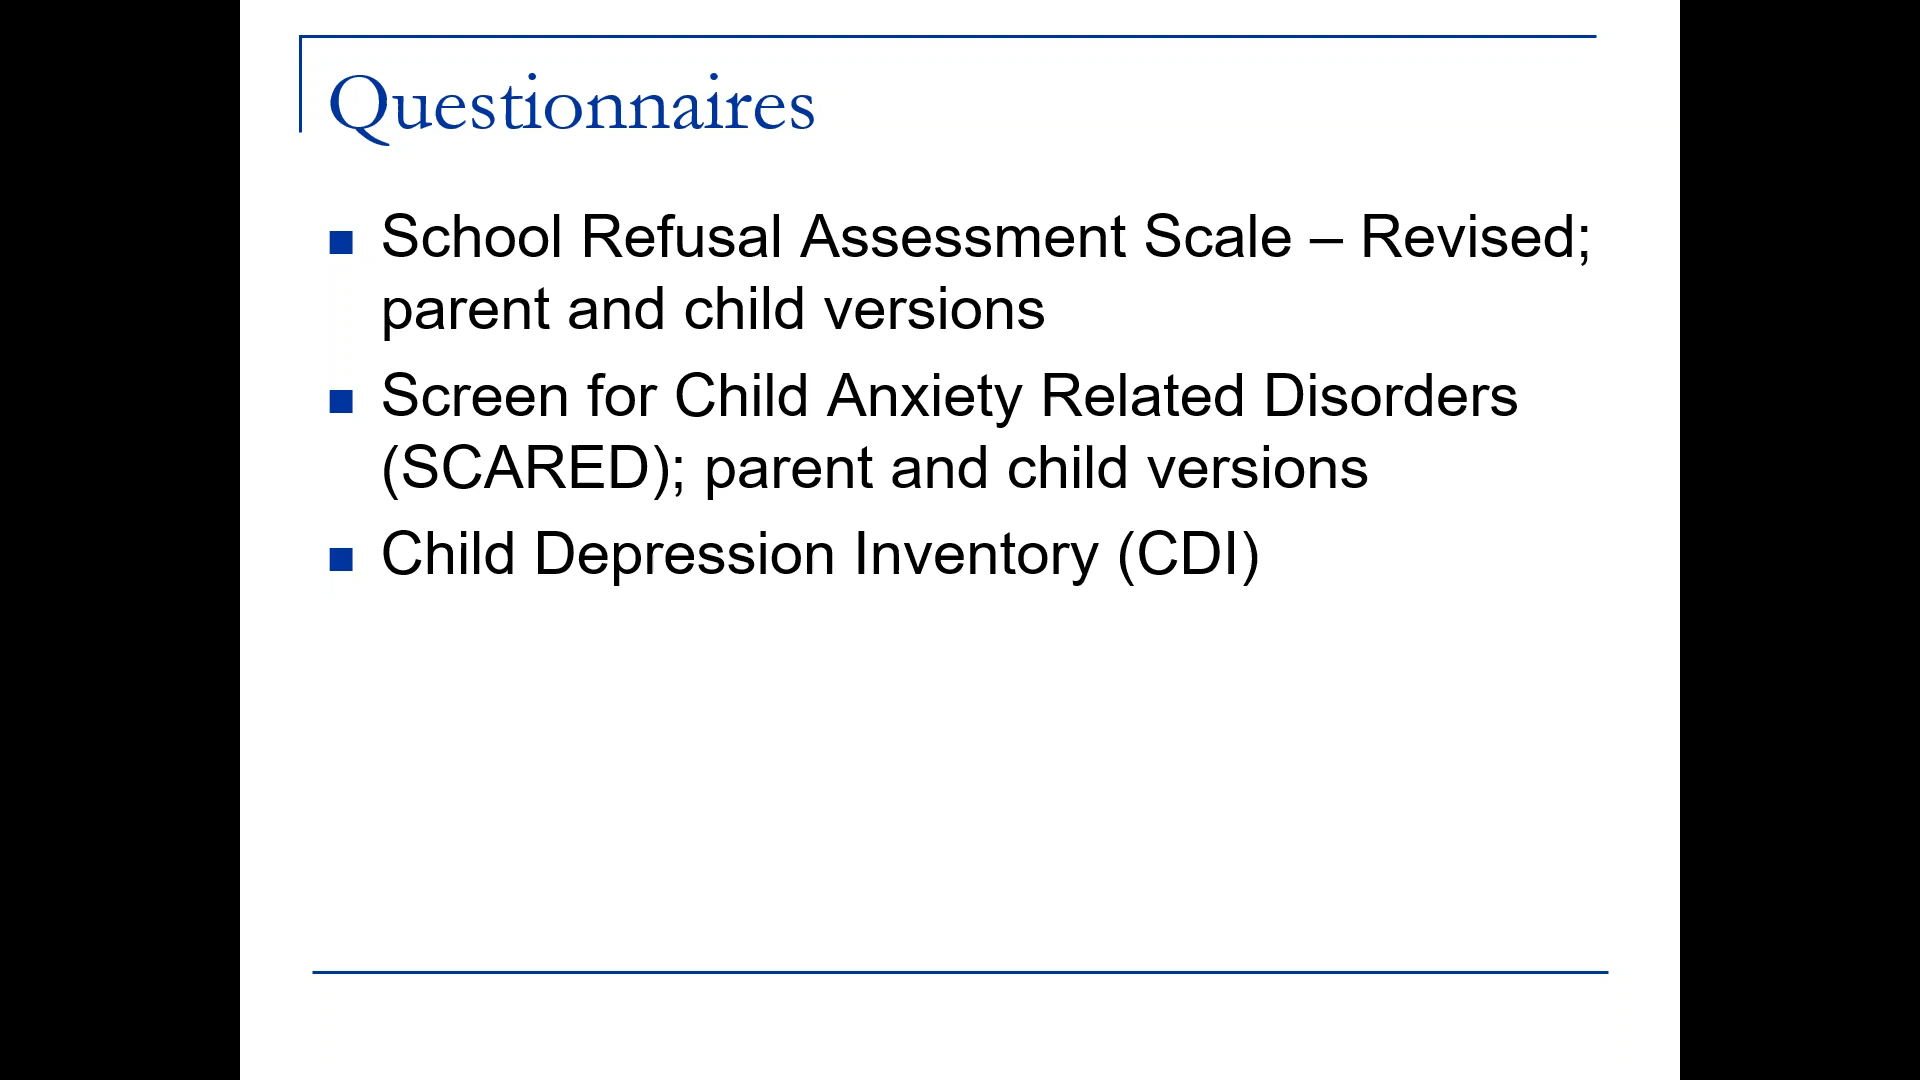 Questionnaires
School Refusal Assessment Scale – Revised;
parent and child versions
Screen for Child Anxiety Related Disorders
(SCARED); parent and child versions
Child Depression Inventory (CDI)